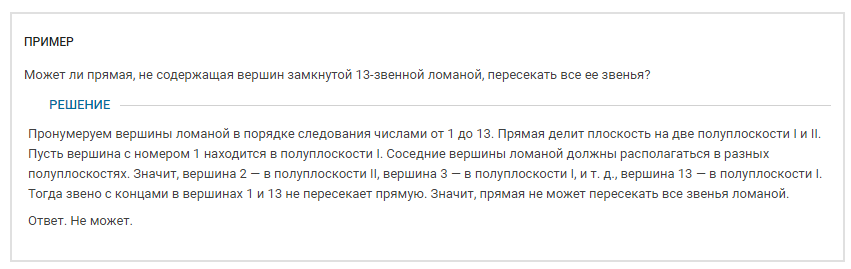 ПРИМЕР
Может ли прямая, не содержащая вершин замкнутой 13-звенной ломаной, пересекать все ее звенья?
РЕШЕНИЕ
Пронумеруем вершины ломаной в порядке следования числами от 1 до 13. Прямая делит плоскость на две полуплоскости I и II.
Пусть вершина с номером 1 находится в полуплоскости I. Соседние вершины ломаной должны располагаться в разных
полуплоскостях. Значит, вершина 2 — в полуплоскости II, вершина 3 — в полуплоскости I, и т. д., вершина 13 — в полуплоскости I.
Тогда звено с концами в вершинах 1 и 13 не пересекает прямую. Значит, прямая не может пересекать все звенья ломаной.
Ответ. Не может.